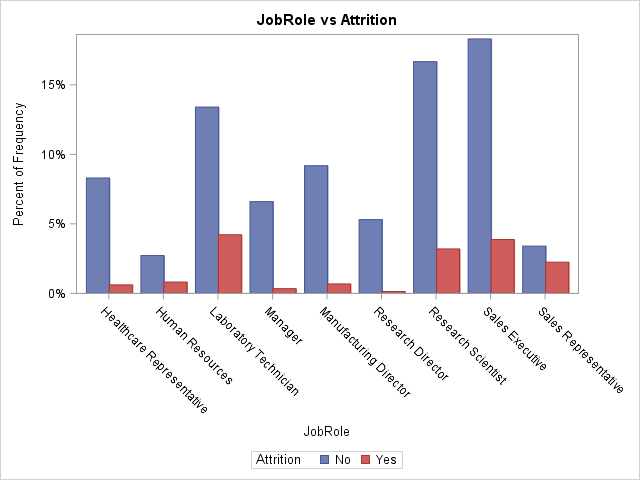 JobRole vs Attrition
Percent of Frequency
15%
10%
5%
0%
Healthcare Representative
Human Resources
Laboratory Technician
Manager
Manufacturing Director
Research Director
Research Scientist
Sales Executive
Sales Representative
JobRole
Attrition No Yes